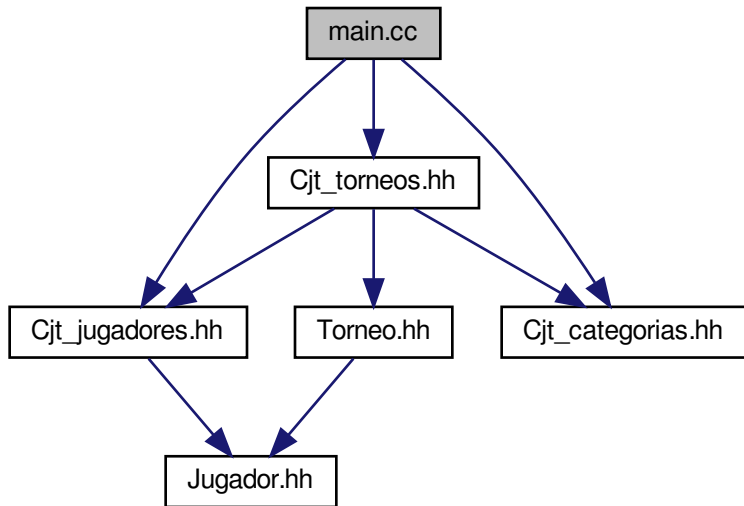 main.cc
Cjt_torneos.hh
Cjt_jugadores.hh
Torneo.hh
Cjt_categorias.hh
Jugador.hh